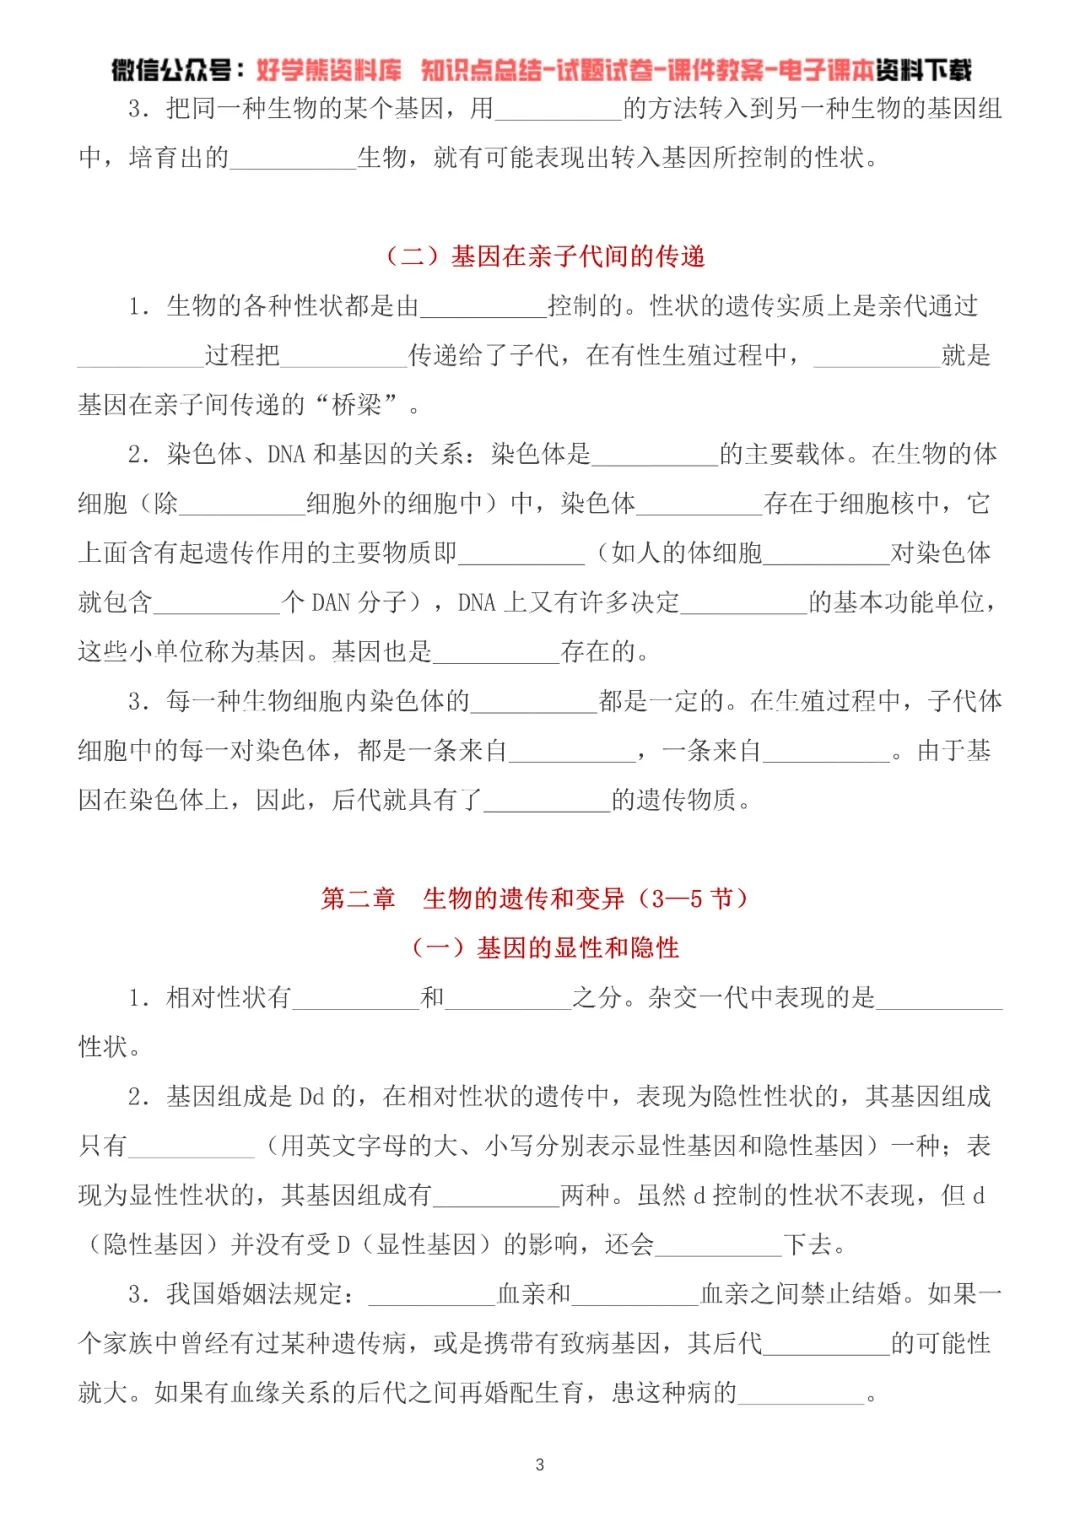 微信公众号：好学熊资料库 知识点总结-试题试卷-课件教案-电子课本资料下载
3．把同一种生物的某个基因，用__________的方法转入到另一种生物的基因组
中，培育出的__________生物，就有可能表现出转入基因所控制的性状。
（二）基因在亲子代间的传递
1．生物的各种性状都是由__________控制的。性状的遗传实质上是亲代通过
__________过程把__________传递给了子代，在有性生殖过程中，__________就是
基因在亲子间传递的“桥梁”。
2．染色体、DNA 和基因的关系：染色体是__________的主要载体。在生物的体
细胞（除__________细胞外的细胞中）中，染色体__________存在于细胞核中，它
上面含有起遗传作用的主要物质即__________（如人的体细胞__________对染色体
就包含__________个 DAN 分子），DNA 上又有许多决定__________的基本功能单位，
这些小单位称为基因。基因也是__________存在的。
3．每一种生物细胞内染色体的__________都是一定的。在生殖过程中，子代体
细胞中的每一对染色体，都是一条来自__________，一条来自__________。由于基
因在染色体上，因此，后代就具有了__________的遗传物质。
第二章 生物的遗传和变异（3—5 节）
（一）基因的显性和隐性
1．相对性状有__________和__________之分。杂交一代中表现的是__________
性状。
2．基因组成是 Dd 的，在相对性状的遗传中，表现为隐性性状的，其基因组成
只有__________（用英文字母的大、小写分别表示显性基因和隐性基因）一种；表
现为显性性状的，其基因组成有__________两种。虽然 d 控制的性状不表现，但 d
（隐性基因）并没有受 D（显性基因）的影响，还会__________下去。
3．我国婚姻法规定：__________血亲和__________血亲之间禁止结婚。如果一
个家族中曾经有过某种遗传病，或是携带有致病基因，其后代__________的可能性
就大。如果有血缘关系的后代之间再婚配生育，患这种病的__________。
3